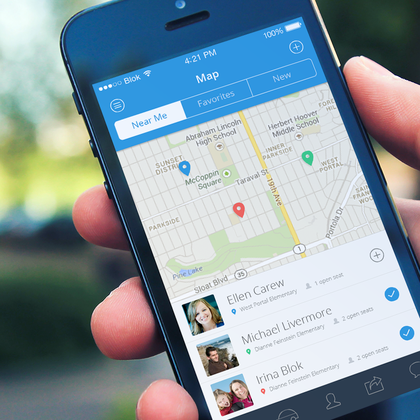 Blok
4:21 PM
100%
Map
Near Me
Favorites
New
Abraham Lincoln
High School
Herbert Hoover
Middle School
SUNSET
McCoppin
Square
Taraval St
19th Ave
INNER
PARKSIDE
WEST
PORTAL
PARKSIDE
Portola Dr
Pine Lake
Sloat Blvd
35
1
Ellen Carew
West Portal Elementary
1 open seat
Michael Livermore
Dianne Feinstein Elementary
2 open seats
Irina Blok
Dianne Feinstein Elementary
2 open seats